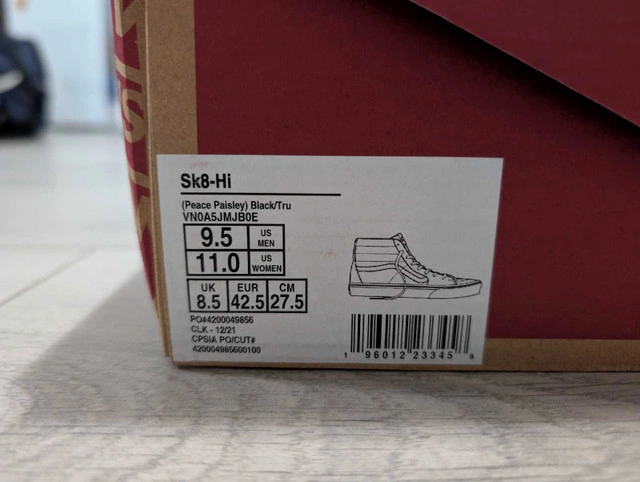 Sk8-Hi
(Peace Paisley) Black/Tru
VN0A5JMJB0E
9.5 US MEN
11.0 US WOMEN
UK EUR CM
8.5 42.5 27.5
PO#4200049856
CLK - 12/21
CPSIA PO/CUT#
420004985600100
1 96012 23345